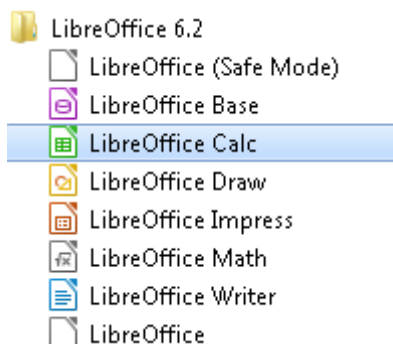 LibreOffice 6.2
LibreOffice (Safe Mode)
LibreOffice Base
LibreOffice Calc
LibreOffice Draw
LibreOffice Impress
LibreOffice Math
LibreOffice Writer
LibreOffice